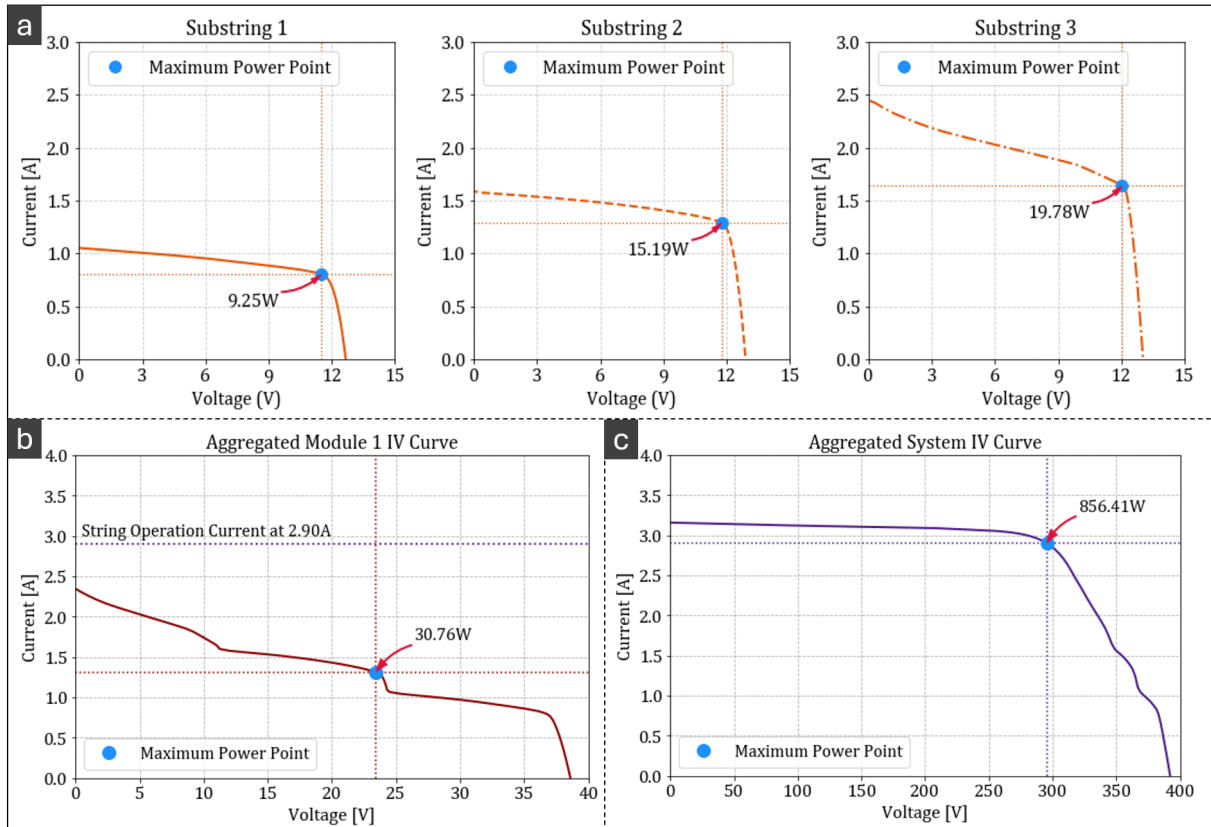 a
Substring 1
Substring 2
Substring 3
Maximum Power Point
Maximum Power Point
Maximum Power Point
3.0
2.5
2.0
1.5
1.0
0.5
0.0
Current [A]
9.25W
0
3
6
9
12
15
Voltage (V)
3.0
2.5
2.0
1.5
1.0
0.5
0.0
Current [A]
15.19W
0
3
6
9
12
15
Voltage (V)
3.0
2.5
2.0
1.5
1.0
0.5
0.0
Current [A]
19.78W
0
3
6
9
12
15
Voltage (V)
b
Aggregated Module 1 IV Curve
4.0
3.5
3.0
2.5
2.0
1.5
1.0
0.5
0.0
Current [A]
String Operation Current at 2.90A
30.76W
Maximum Power Point
0
5
10
15
20
25
30
35
40
Voltage [V]
c
Aggregated System IV Curve
4.0
3.5
3.0
2.5
2.0
1.5
1.0
0.5
0.0
Current [A]
856.41W
Maximum Power Point
0
50
100
150
200
250
300
350
400
Voltage [V]